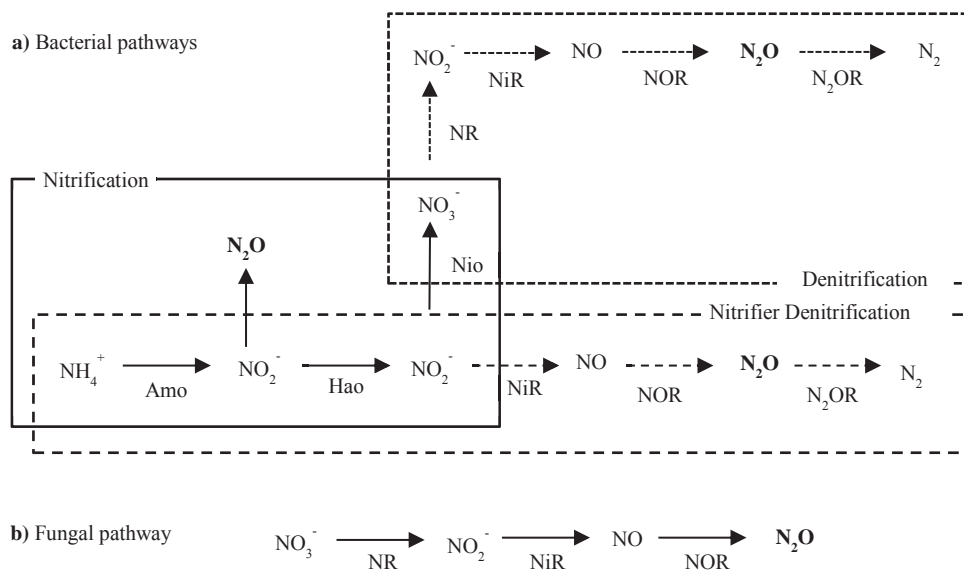 a) Bacterial pathways
NO₂⁻ NO N₂O N₂
NiR NOR N₂OR
NR
Nitrification
NO₃⁻
N₂O
Nio
Denitrification
Nitrifier Denitrification
NH₄⁺ NO₂⁻ NO₂⁻ NO N₂O N₂
Amo Hao NiR NOR N₂OR
b) Fungal pathway NO₃⁻ NO₂⁻ NO N₂O
NR NiR NOR